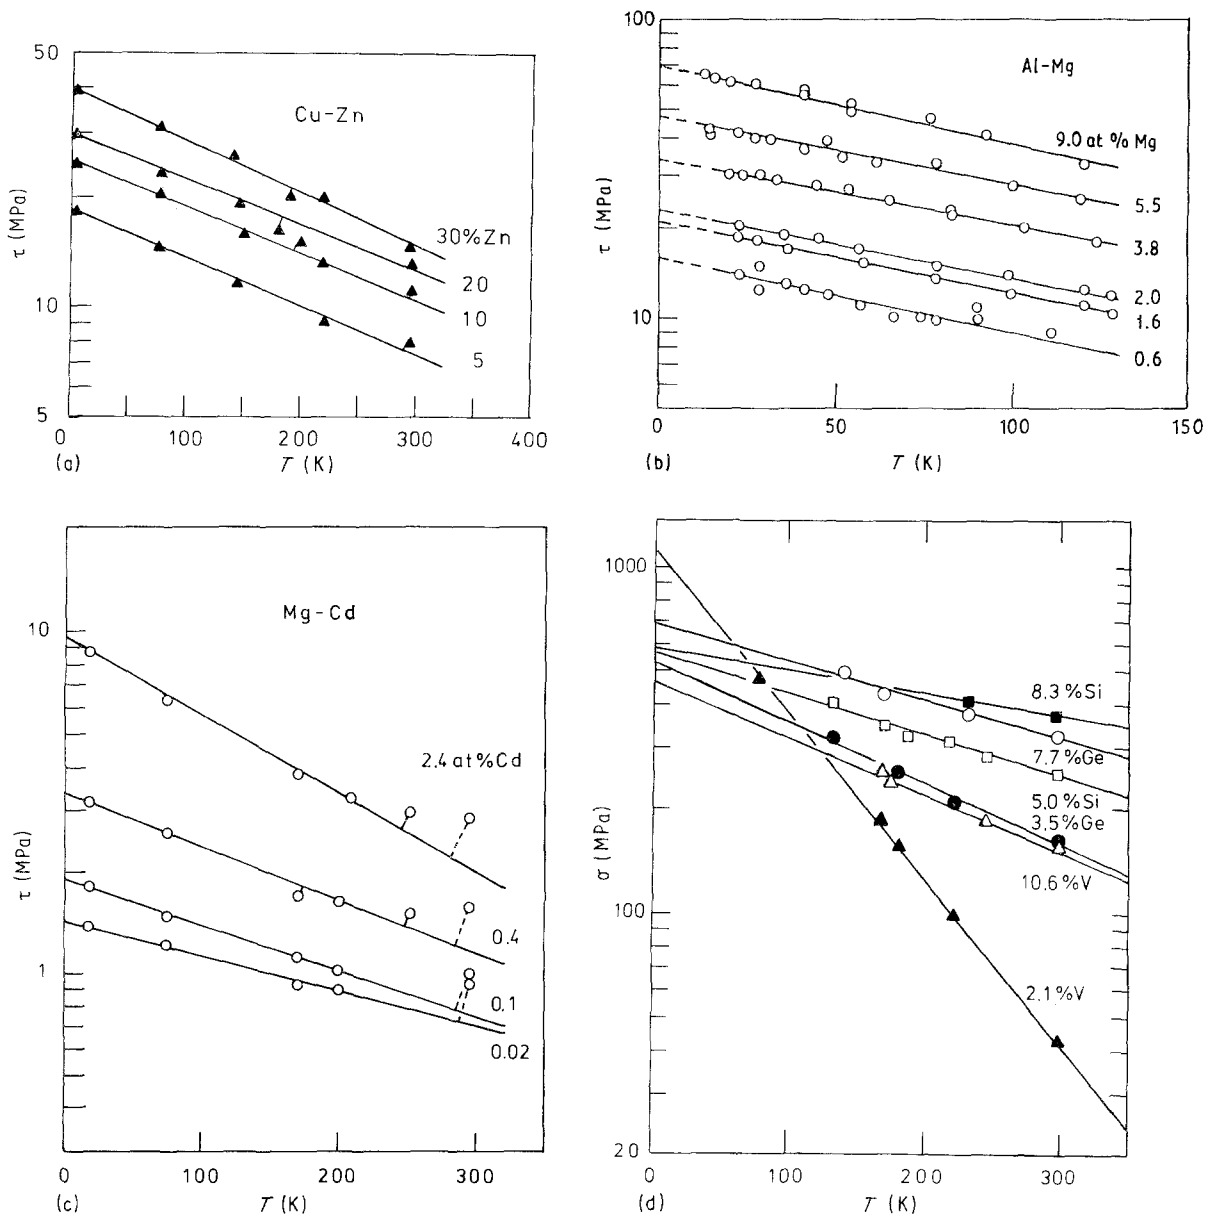 50
10
5
τ (MPa)
Cu-Zn
30%Zn
20
10
5
0
100
200
300
400
(a)
T (K)
100
10
τ (MPa)
Al-Mg
9.0 at % Mg
5.5
3.8
2.0
1.6
0.6
0
50
100
150
(b)
T (K)
10
1
τ (MPa)
Mg-Cd
2.4 at % Cd
0.4
0.1
0.02
0
100
200
300
(c)
T (K)
1000
100
20
σ (MPa)
8.3 %Si
7.7 %Ge
5.0 %Si
3.5 %Ge
10.6 %V
2.1 %V
0
100
200
300
(d)
T (K)